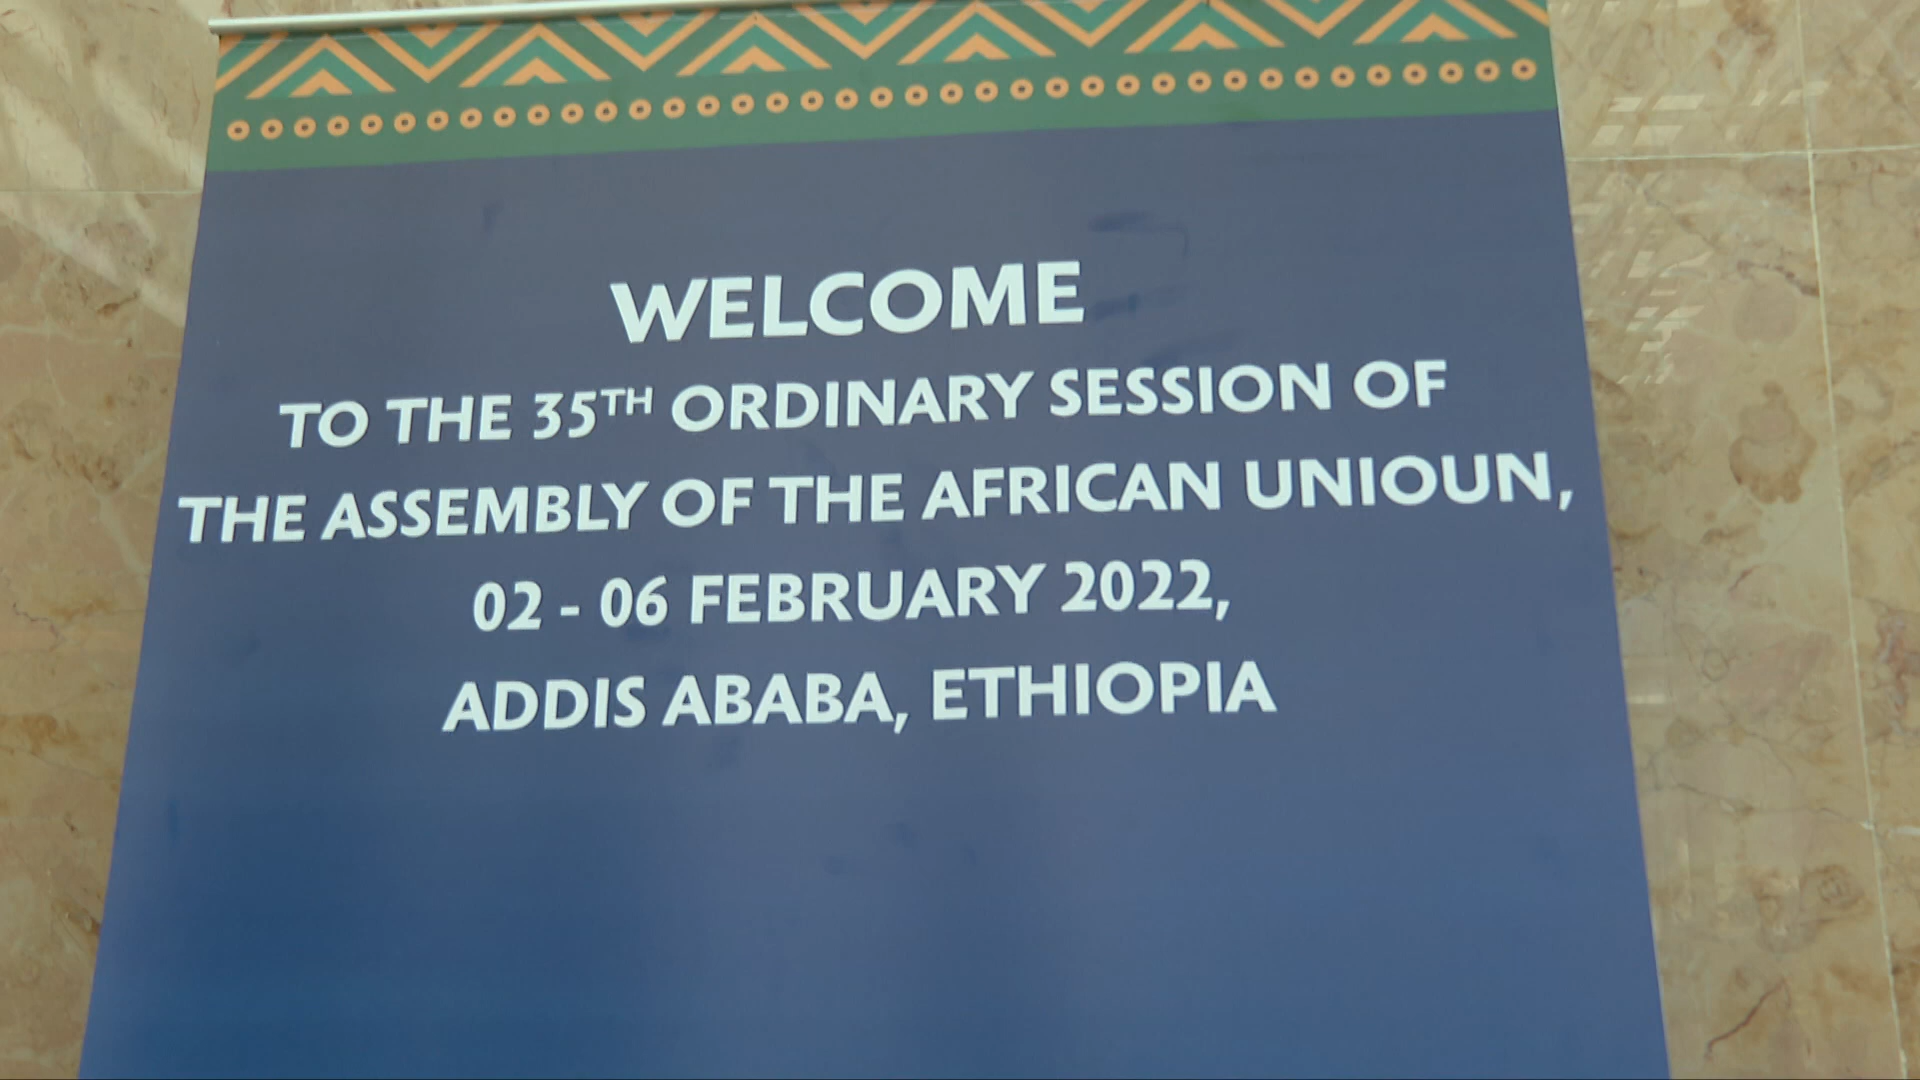 WELCOME
TO THE 35TH ORDINARY SESSION OF
THE ASSEMBLY OF THE AFRICAN UNIOUN,
02 - 06 FEBRUARY 2022,
ADDIS ABABA, ETHIOPIA